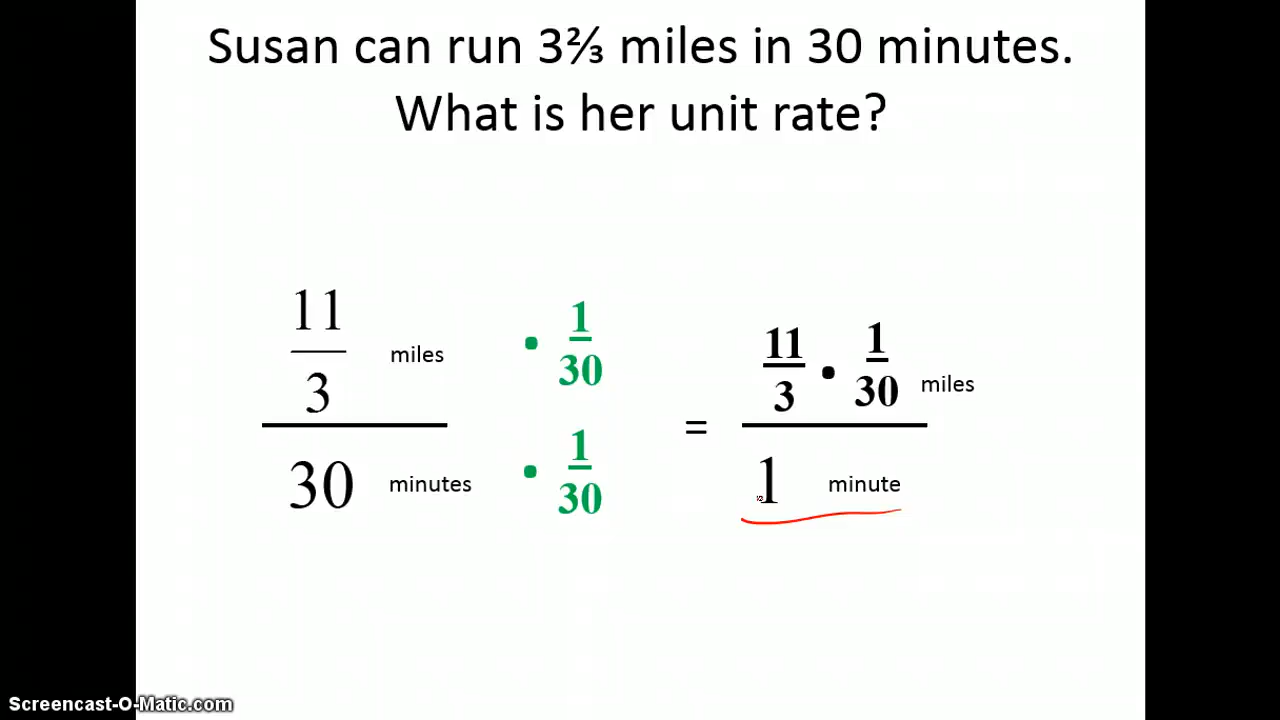 Susan can run 3⅔ miles in 30 minutes.
What is her unit rate?
11
3
miles
30 minutes
· 1
30
· 1
30
=
11
3
· 1
30
miles
1 minute
Screencast-O-Matic.com